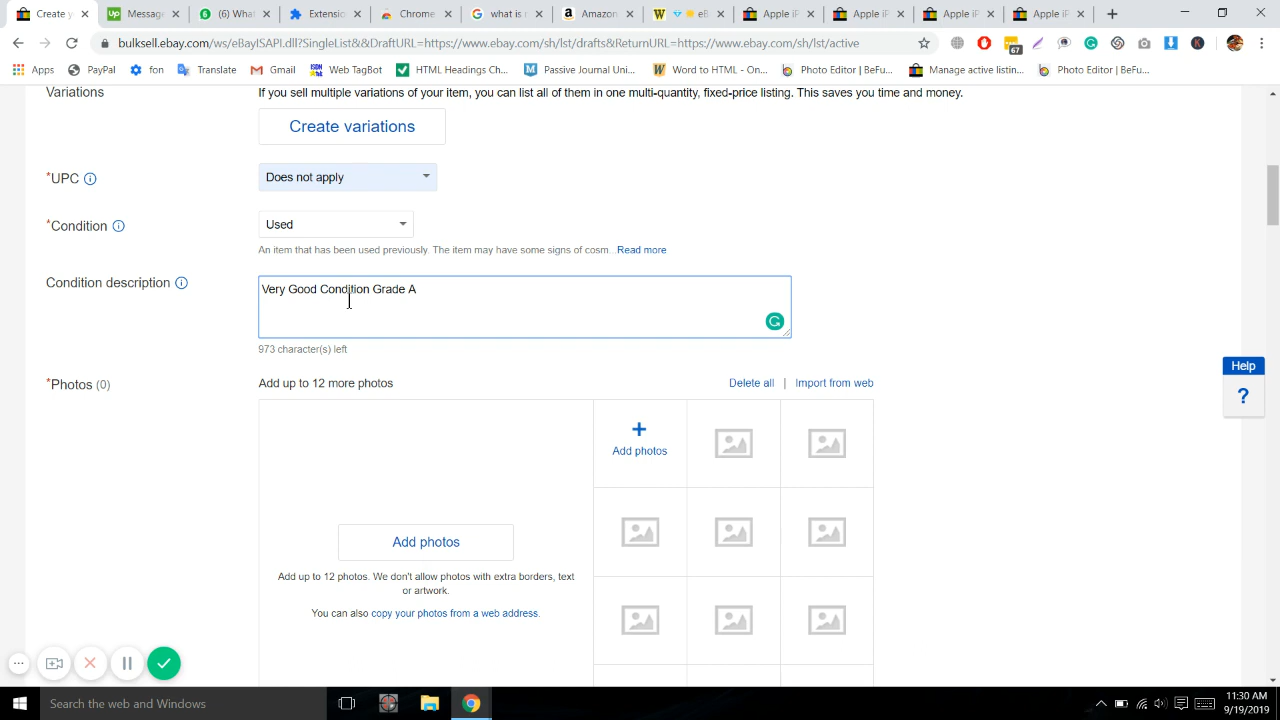 Create y
Message
(?) What
Extensio
Chrome
what is r
Amazon
eB
Apple iP
Apple iP
Apple iP
Apple iP
bulksell.ebay.com/ws/eBayISAPI.dll?SingleList&&DraftURL=https://www.ebay.com/sh/lst/drafts&ReturnURL=https://www.ebay.com/sh/lst/active
67
Apps
PayPal
fon
Translate
Gmail
Web TagBot
HTML Headings Ch...
Passive Journal Uni...
Word to HTML - On...
Photo Editor | BeFu...
Manage active listin...
Photo Editor | BeFu...
Variations
If you sell multiple variations of your item, you can list all of them in one multi-quantity, fixed-price listing. This saves you time and money.
Create variations
*UPC
Does not apply
*Condition
Used
An item that has been used previously. The item may have some signs of cosm... Read more
Condition description
Very Good Condition Grade A
973 character(s) left
*Photos (0)
Add up to 12 more photos
Delete all | Import from web
+
Add photos
Add photos
Add up to 12 photos. We don't allow photos with extra borders, text
or artwork.
You can also copy your photos from a web address.
Help
?
Search the web and Windows
11:30 AM
9/19/2019